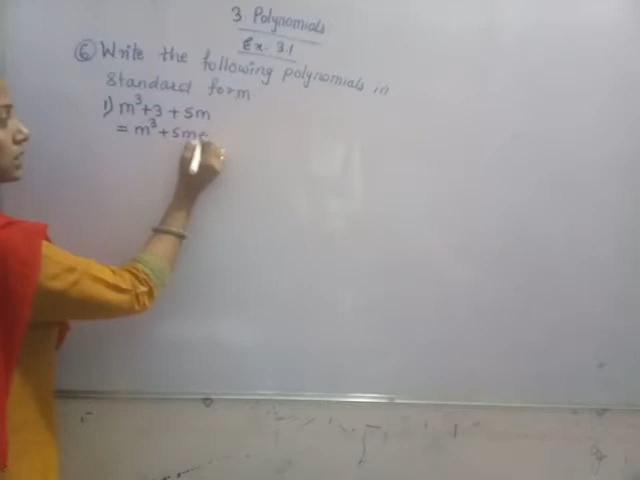 3. Polynomials
Ex. 3.1
⑥ Write the following polynomials in
standard form
1) m³+3+5m
= m³+5m